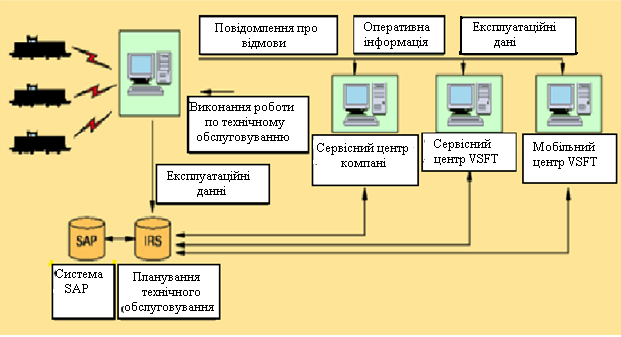 Повідомлення про
відмови
Оперативна
інформація
Експлуатаційні
дані
Виконання роботи
по технічному
обслуговуванню
Сервісний центр
компані
Сервісний
центр VSFT
Мобільний
центр VSFT
Експлуатаційні
данні
SAP
IRS
Система
SAP
Планування
технічного
(обслуговування